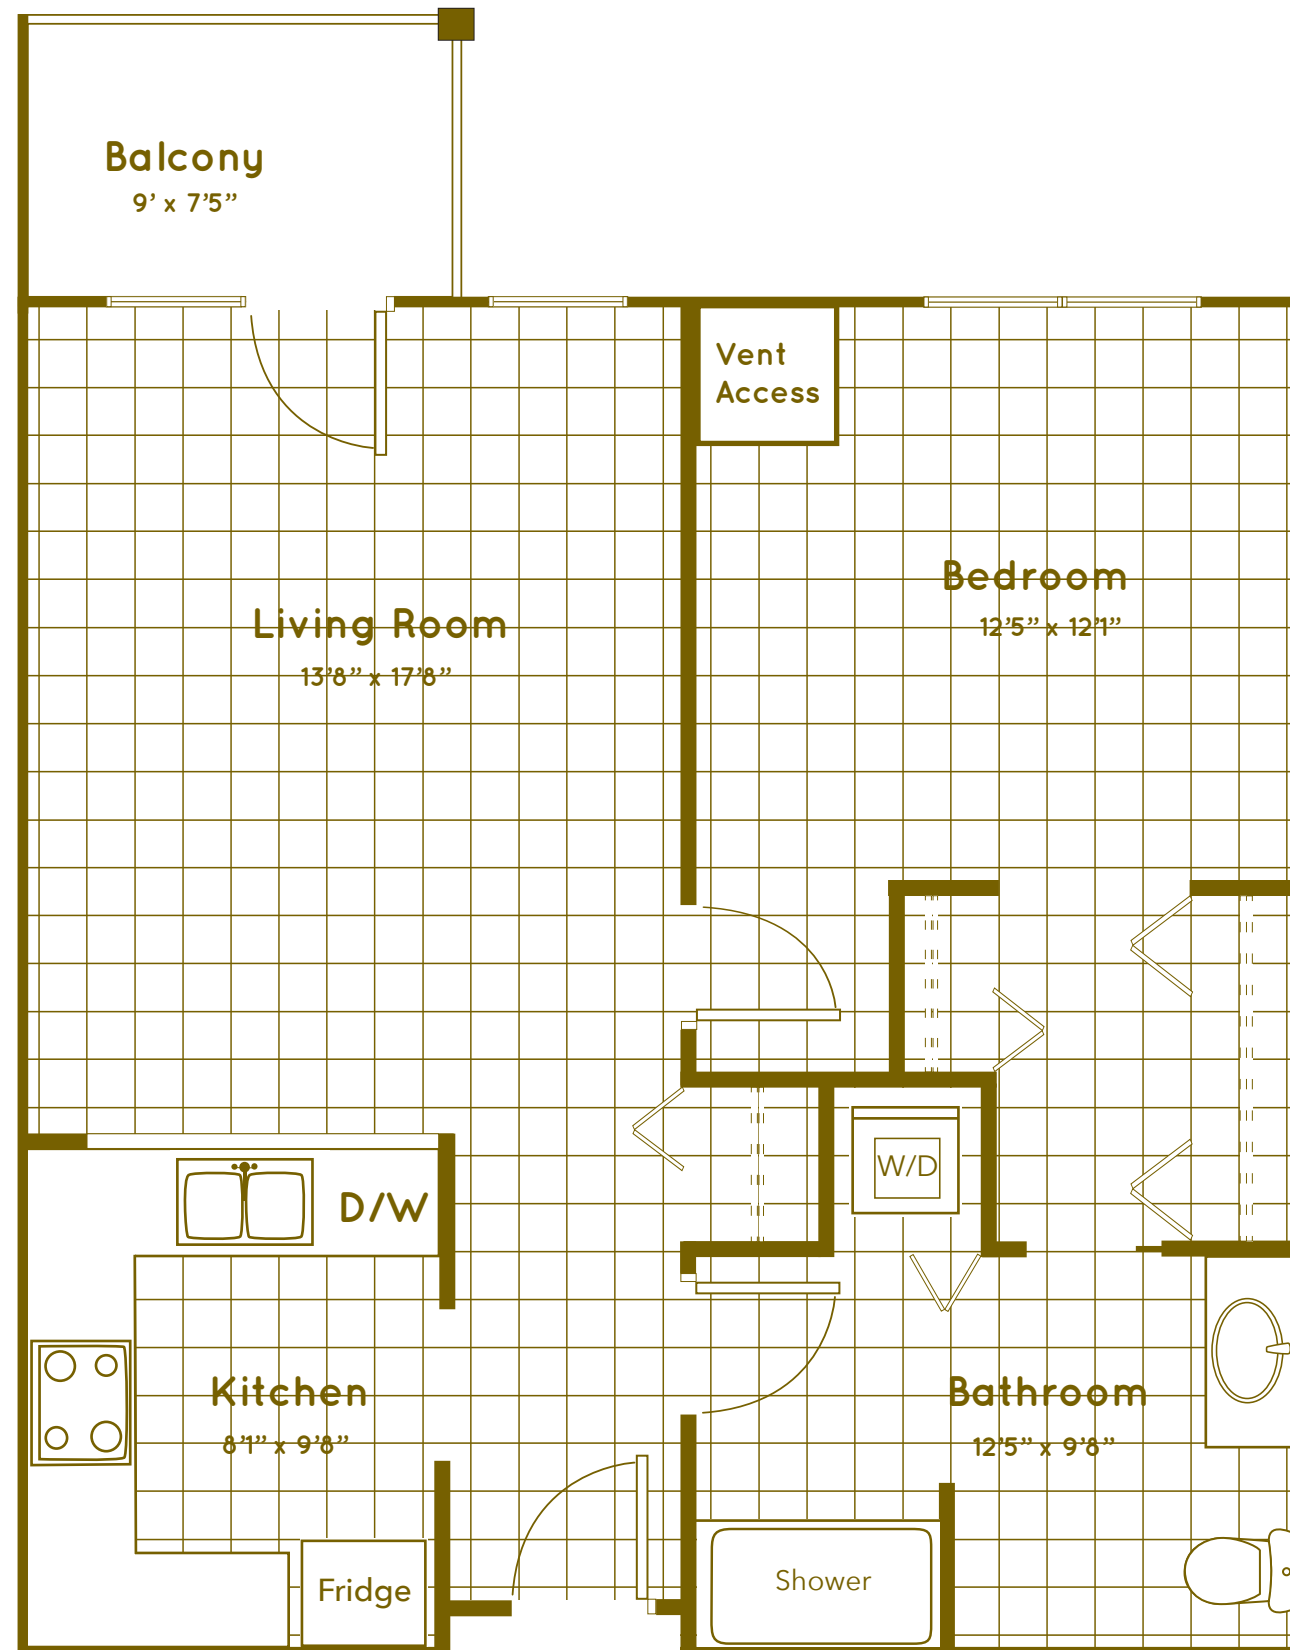 Balcony
9’ x 7’5”
Vent
Access
Bedroom
12’5” x 12’1”
Living Room
13’8” x 17’8”
W/D
D/W
Kitchen
8’1” x 9’8”
Bathroom
12’5” x 9’8”
Fridge
Shower